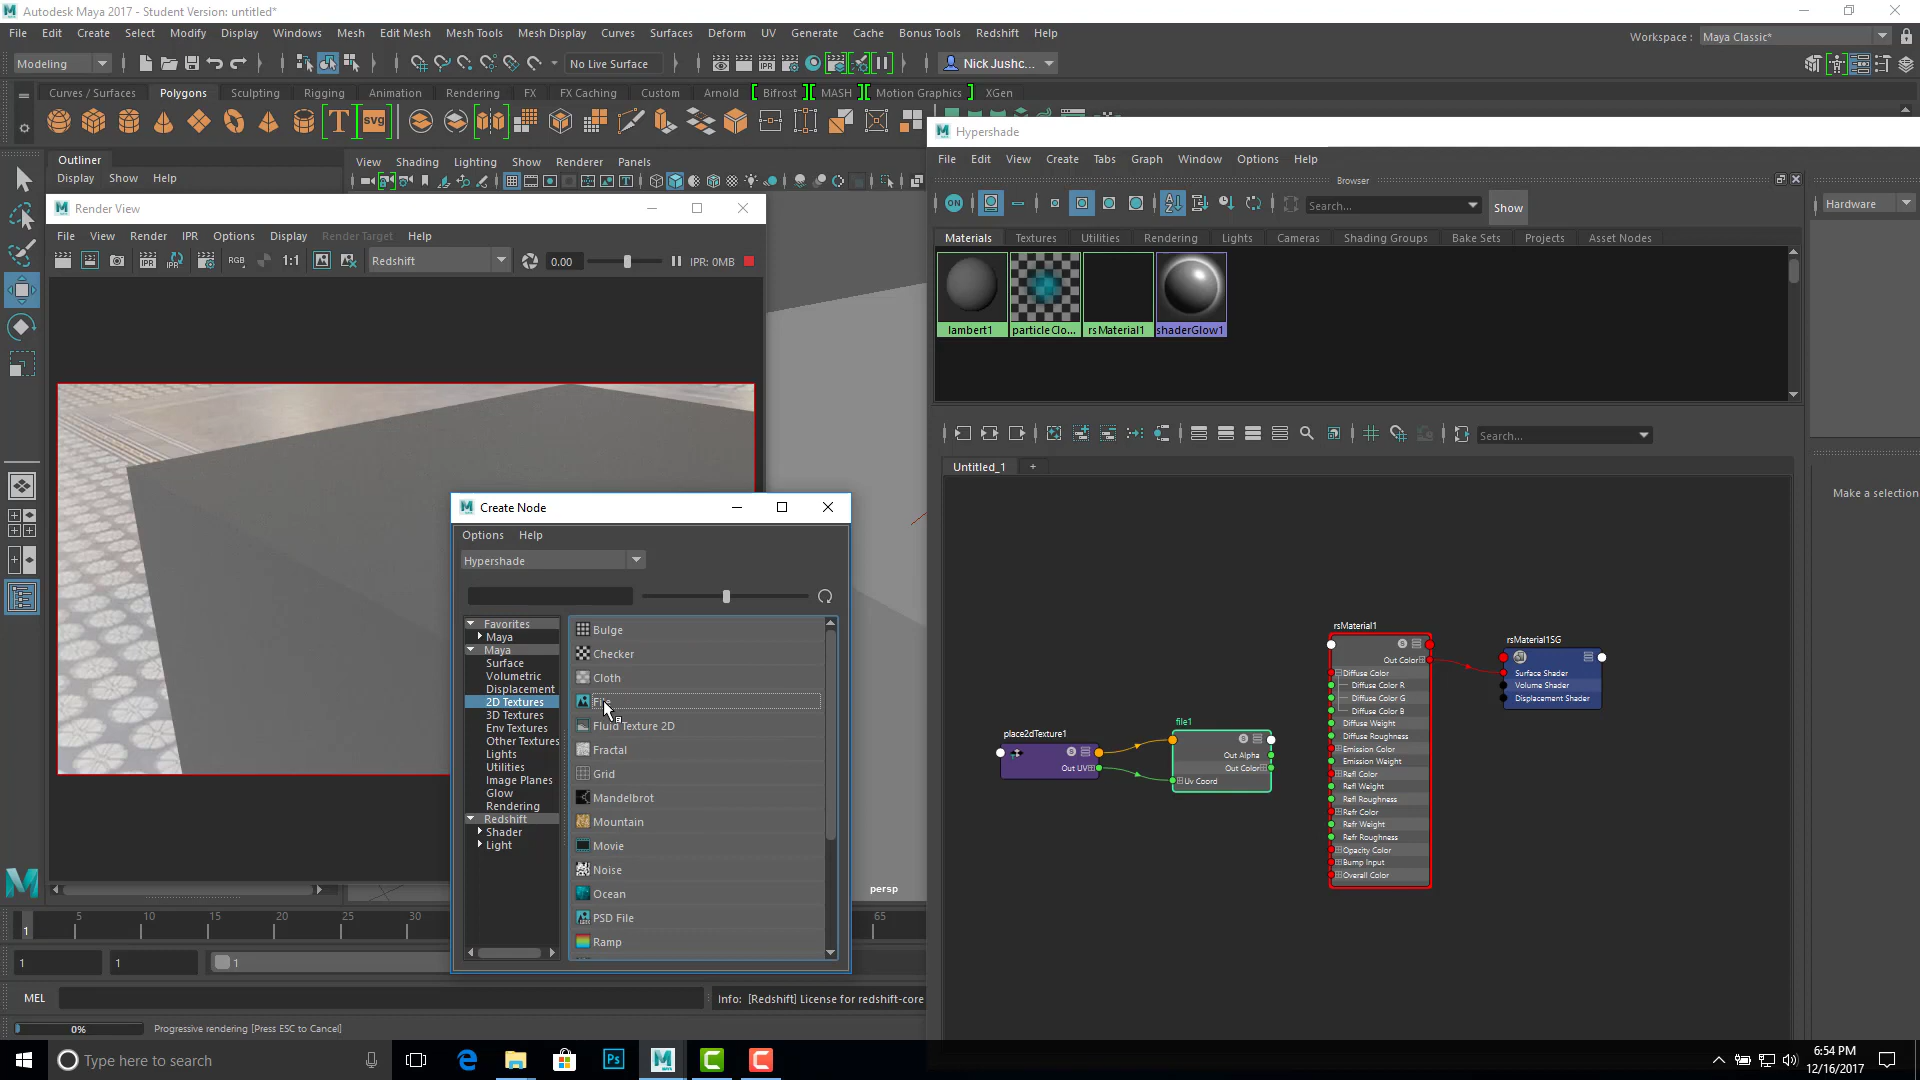 Autodesk Maya 2017 - Student Version: untitled*
File Edit Create Select Modify Display Windows Mesh Edit Mesh Mesh Tools Mesh Display Curves Surfaces Deform UV Generate Cache Bonus Tools Redshift Help
Workspace : Maya Classic*
Modeling
No Live Surface
Nick Jushc...
Curves / Surfaces Polygons Sculpting Rigging Animation Rendering FX FX Caching Custom Arnold Bifrost MASH Motion Graphics XGen
T svg
Outliner
Display Show Help
View Shading Lighting Show Renderer Panels
Render View
File View Render IPR Options Display Render Target Help
RGB 1:1 Redshift 0.00 IPR: 0MB
Create Node
Options Help
Hypershade
Favorites
Maya
Maya
Surface
Volumetric
Displacement
2D Textures
3D Textures
Env Textures
Other Textures
Lights
Utilities
Image Planes
Glow
Rendering
Redshift
Shader
Light
Bulge
Checker
Cloth
Fluid Texture 2D
Fractal
Grid
Mandelbrot
Mountain
Movie
Noise
Ocean
PSD File
Ramp
persp
Hypershade
File Edit View Create Tabs Graph Window Options Help
Browser
ON
Search...
Show
Hardware
Materials Textures Utilities Rendering Lights Cameras Shading Groups Bake Sets Projects Asset Nodes
lambert1 particleClo... rsMaterial1 shaderGlow1
Search...
Untitled_1 +
Make a selection
place2dTexture1
Out UV
file1
Out Alpha
Out Color
Uv Coord
rsMaterial1
Out Color
Diffuse Color
Diffuse Color R
Diffuse Color G
Diffuse Color B
Diffuse Weight
Diffuse Roughness
Emission Color
Emission Weight
Refl Color
Refl Weight
Refl Roughness
Refr Color
Refr Weight
Refr Roughness
Opacity Color
Bump Input
Overall Color
rsMaterial1SG
Surface Shader
Volume Shader
Displacement Shader
5 10 15 20 25 30 65
1
1 1 1
MEL
Info: [Redshift] License for redshift-core
0% Progressive rendering [Press ESC to Cancel]
Type here to search
Ps
6:54 PM
12/16/2017